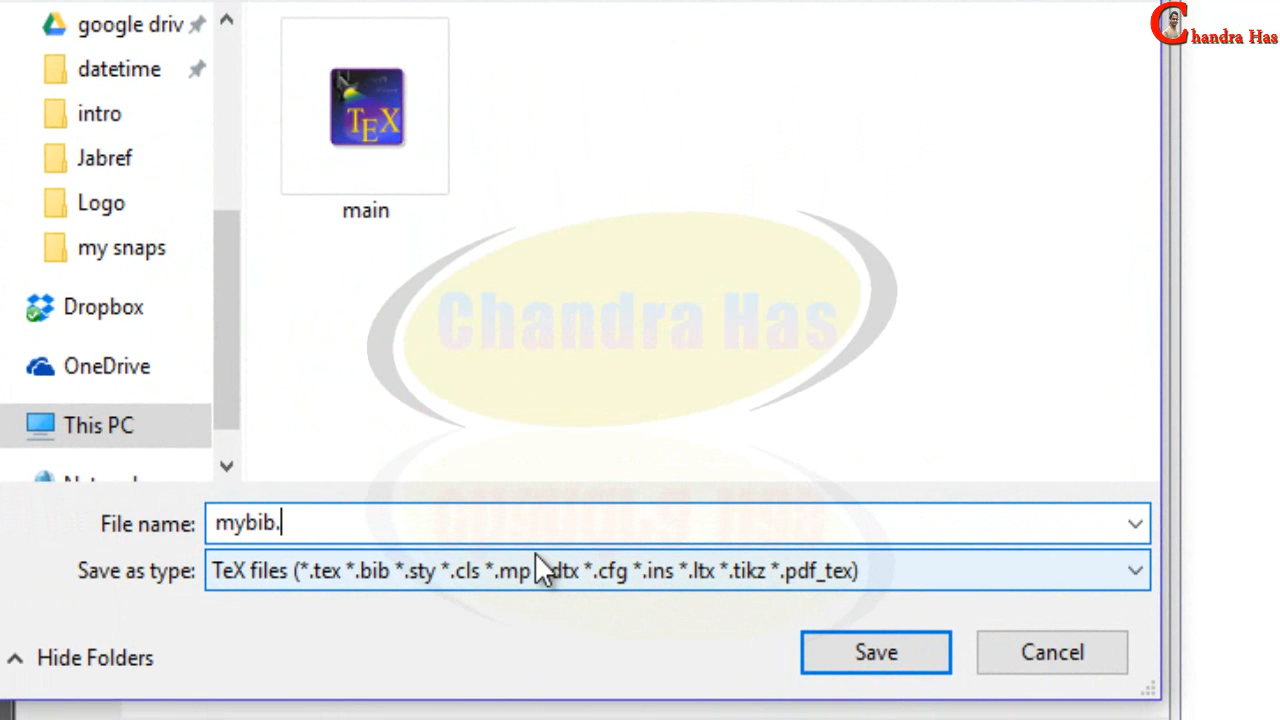 Chandra Has
google driv
datetime
intro
Jabref
Logo
my snaps
Dropbox
OneDrive
This PC
TEX
main
Chandra Has
File name: mybib.
Save as type: TeX files (*.tex *.bib *.sty *.cls *.mp dtx *.cfg *.ins *.ltx *.tikz *.pdf_tex)
Hide Folders
Save
Cancel